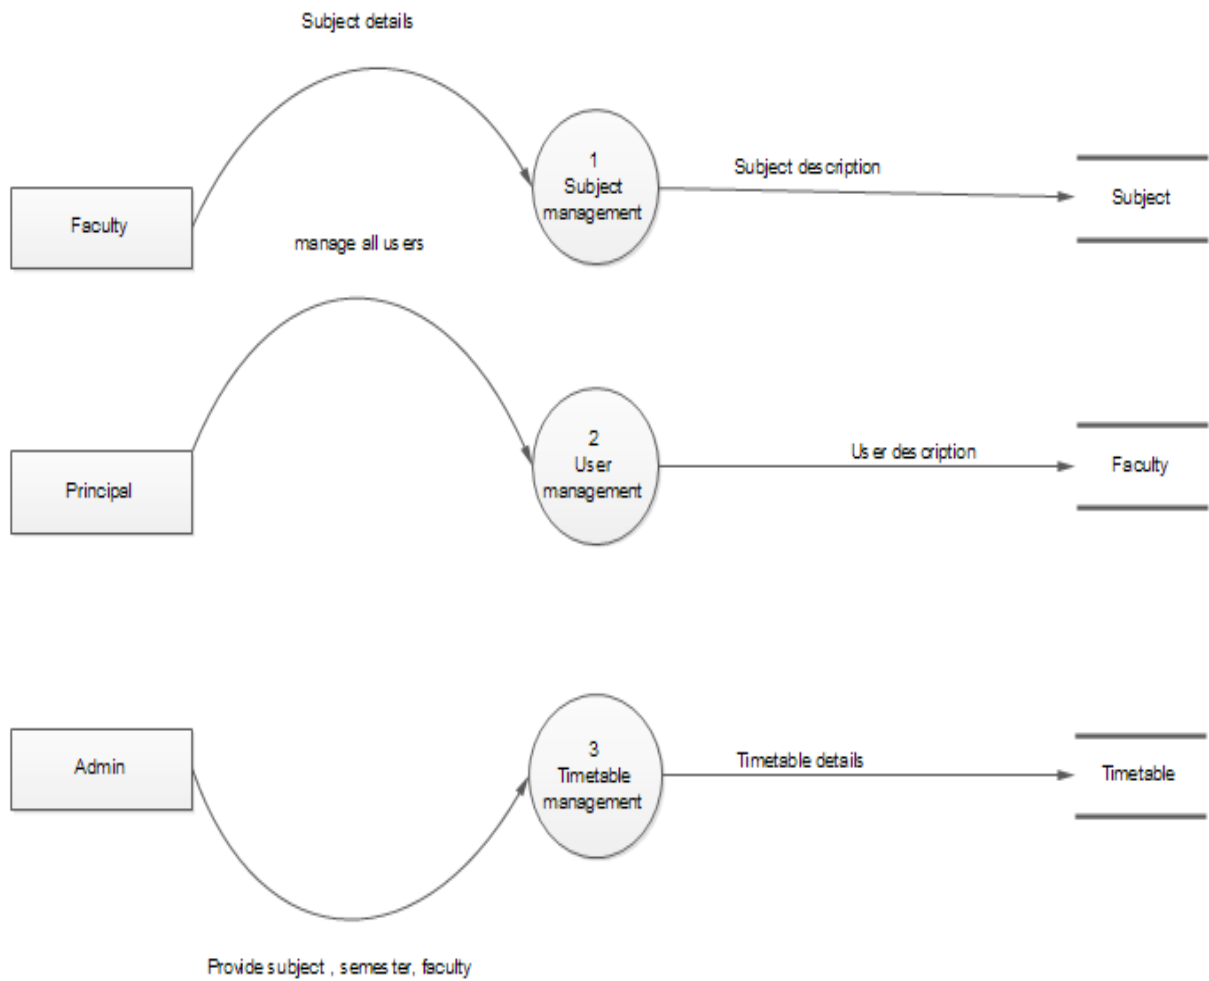 Subject details
1
Subject
management
Subject description
Subject
Faculty
manage all users
2
User
management
User description
Faculty
Principal
3
Timetable
management
Timetable details
Timetable
Admin
Provide subject , semester, faculty